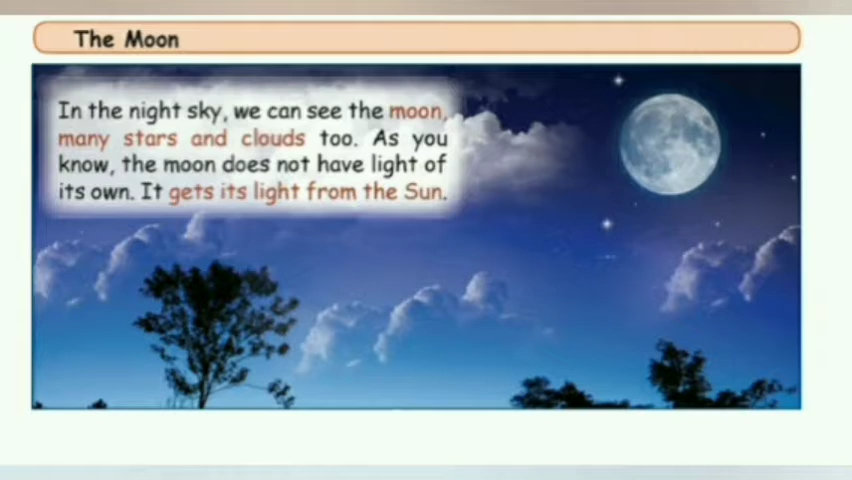 The Moon
In the night sky, we can see the moon,
many stars and clouds too. As you
know, the moon does not have light of
its own. It gets its light from the Sun.